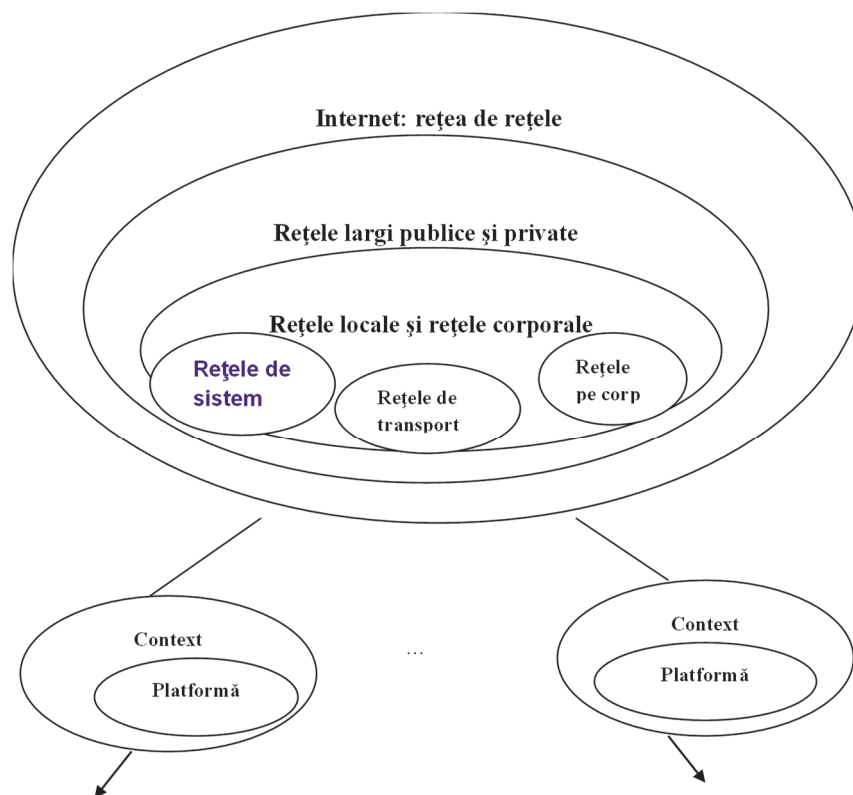 Internet: reţea de reţele
Reţele largi publice şi private
Reţele locale şi reţele corporale
Reţele de
sistem
Reţele de
transport
Reţele
pe corp
Context
Platformă
...
Context
Platformă